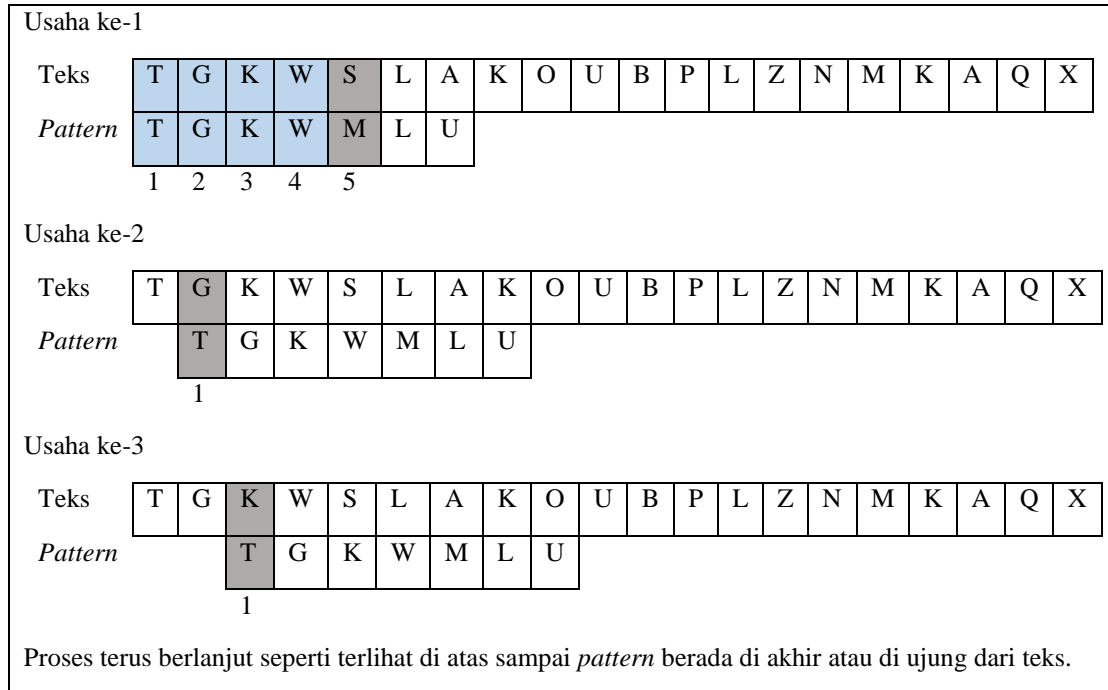 Usaha ke-1
Teks T G K W S L A K O U B P L Z N M K A Q X
Pattern T G K W M L U
1 2 3 4 5
Usaha ke-2
Teks T G K W S L A K O U B P L Z N M K A Q X
Pattern T G K W M L U
1
Usaha ke-3
Teks T G K W S L A K O U B P L Z N M K A Q X
Pattern T G K W M L U
1
Proses terus berlanjut seperti terlihat di atas sampai pattern berada di akhir atau di ujung dari teks.